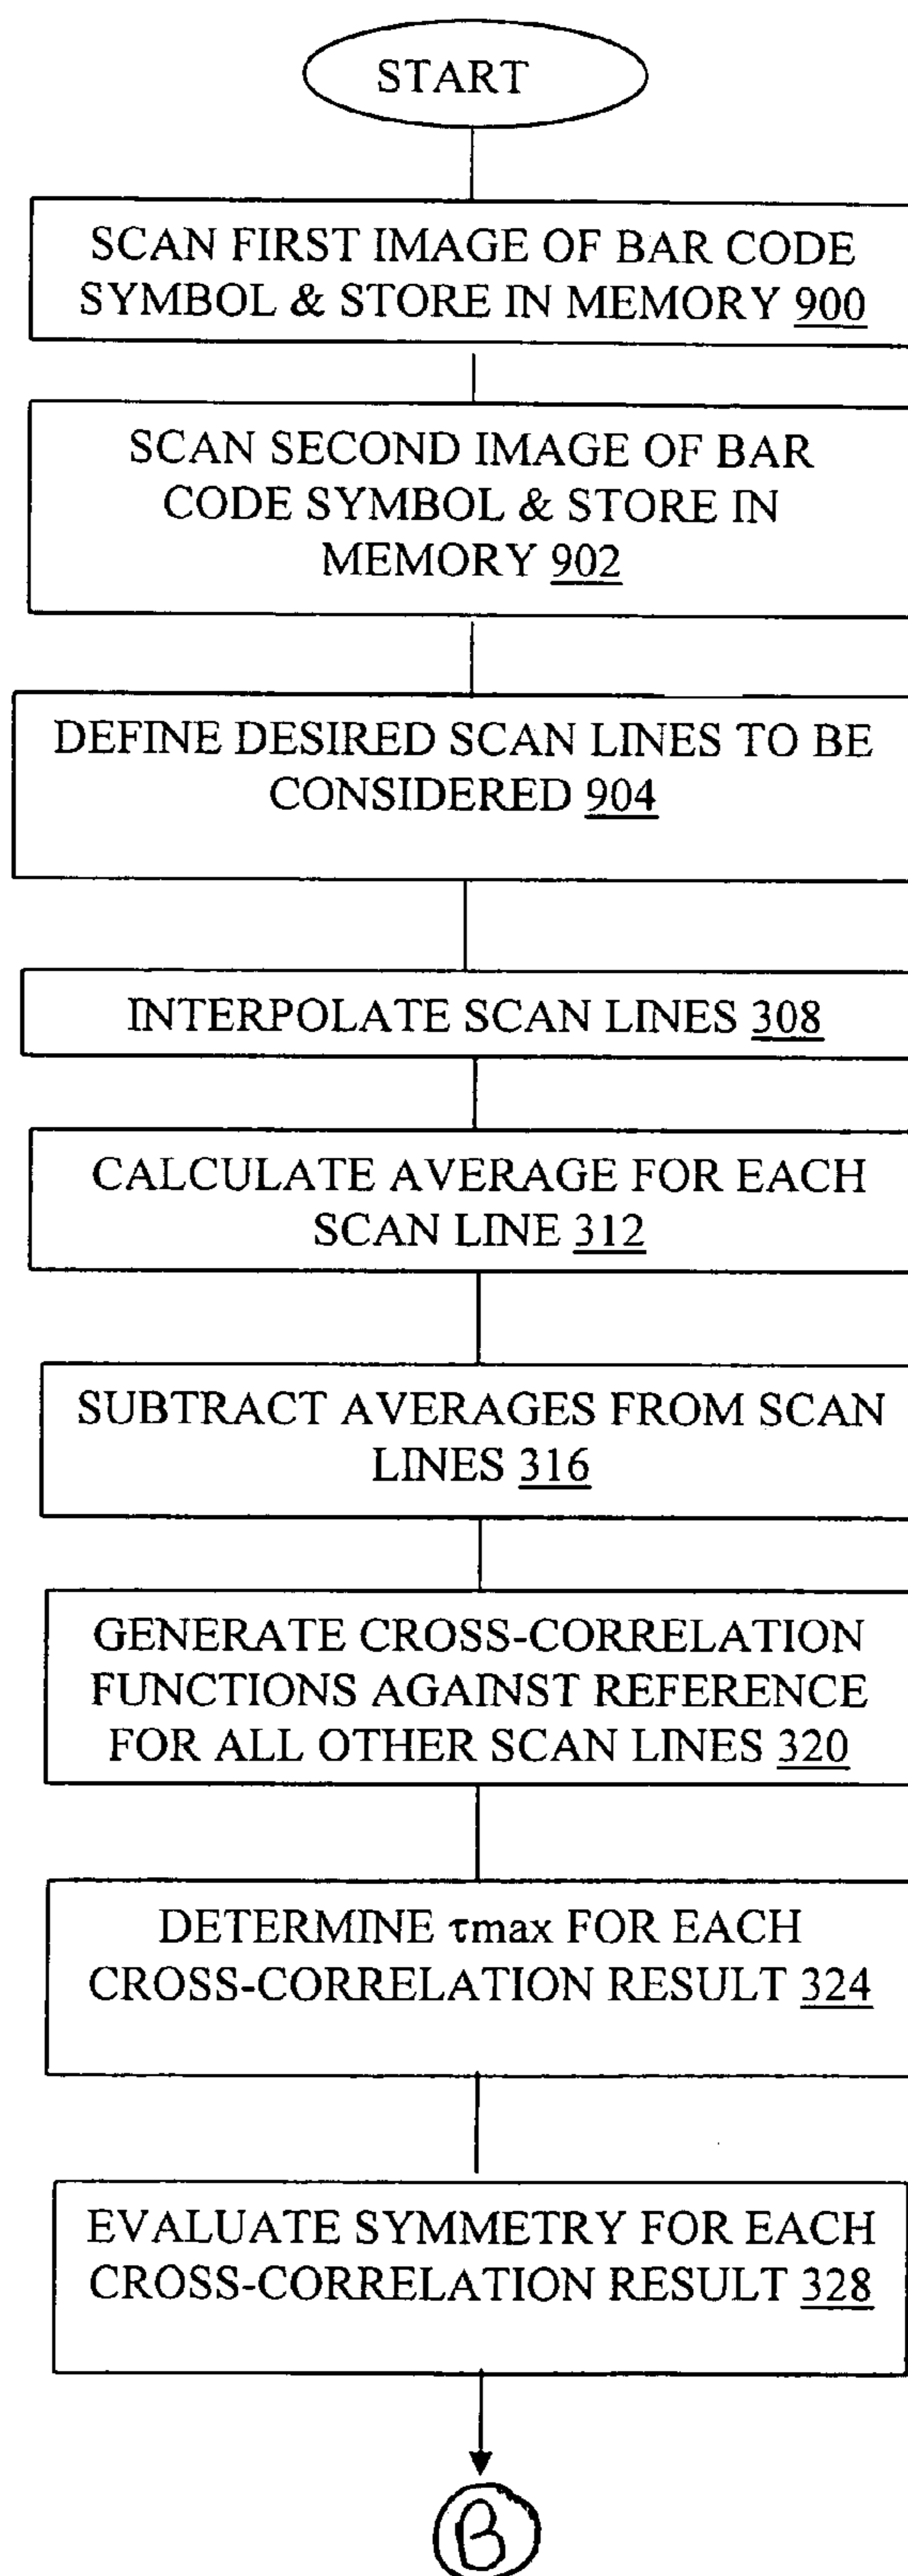 START
SCAN FIRST IMAGE OF BAR CODE
SYMBOL & STORE IN MEMORY 900
SCAN SECOND IMAGE OF BAR
CODE SYMBOL & STORE IN
MEMORY 902
DEFINE DESIRED SCAN LINES TO BE
CONSIDERED 904
INTERPOLATE SCAN LINES 308
CALCULATE AVERAGE FOR EACH
SCAN LINE 312
SUBTRACT AVERAGES FROM SCAN
LINES 316
GENERATE CROSS-CORRELATION
FUNCTIONS AGAINST REFERENCE
FOR ALL OTHER SCAN LINES 320
DETERMINE τmax FOR EACH
CROSS-CORRELATION RESULT 324
EVALUATE SYMMETRY FOR EACH
CROSS-CORRELATION RESULT 328
B